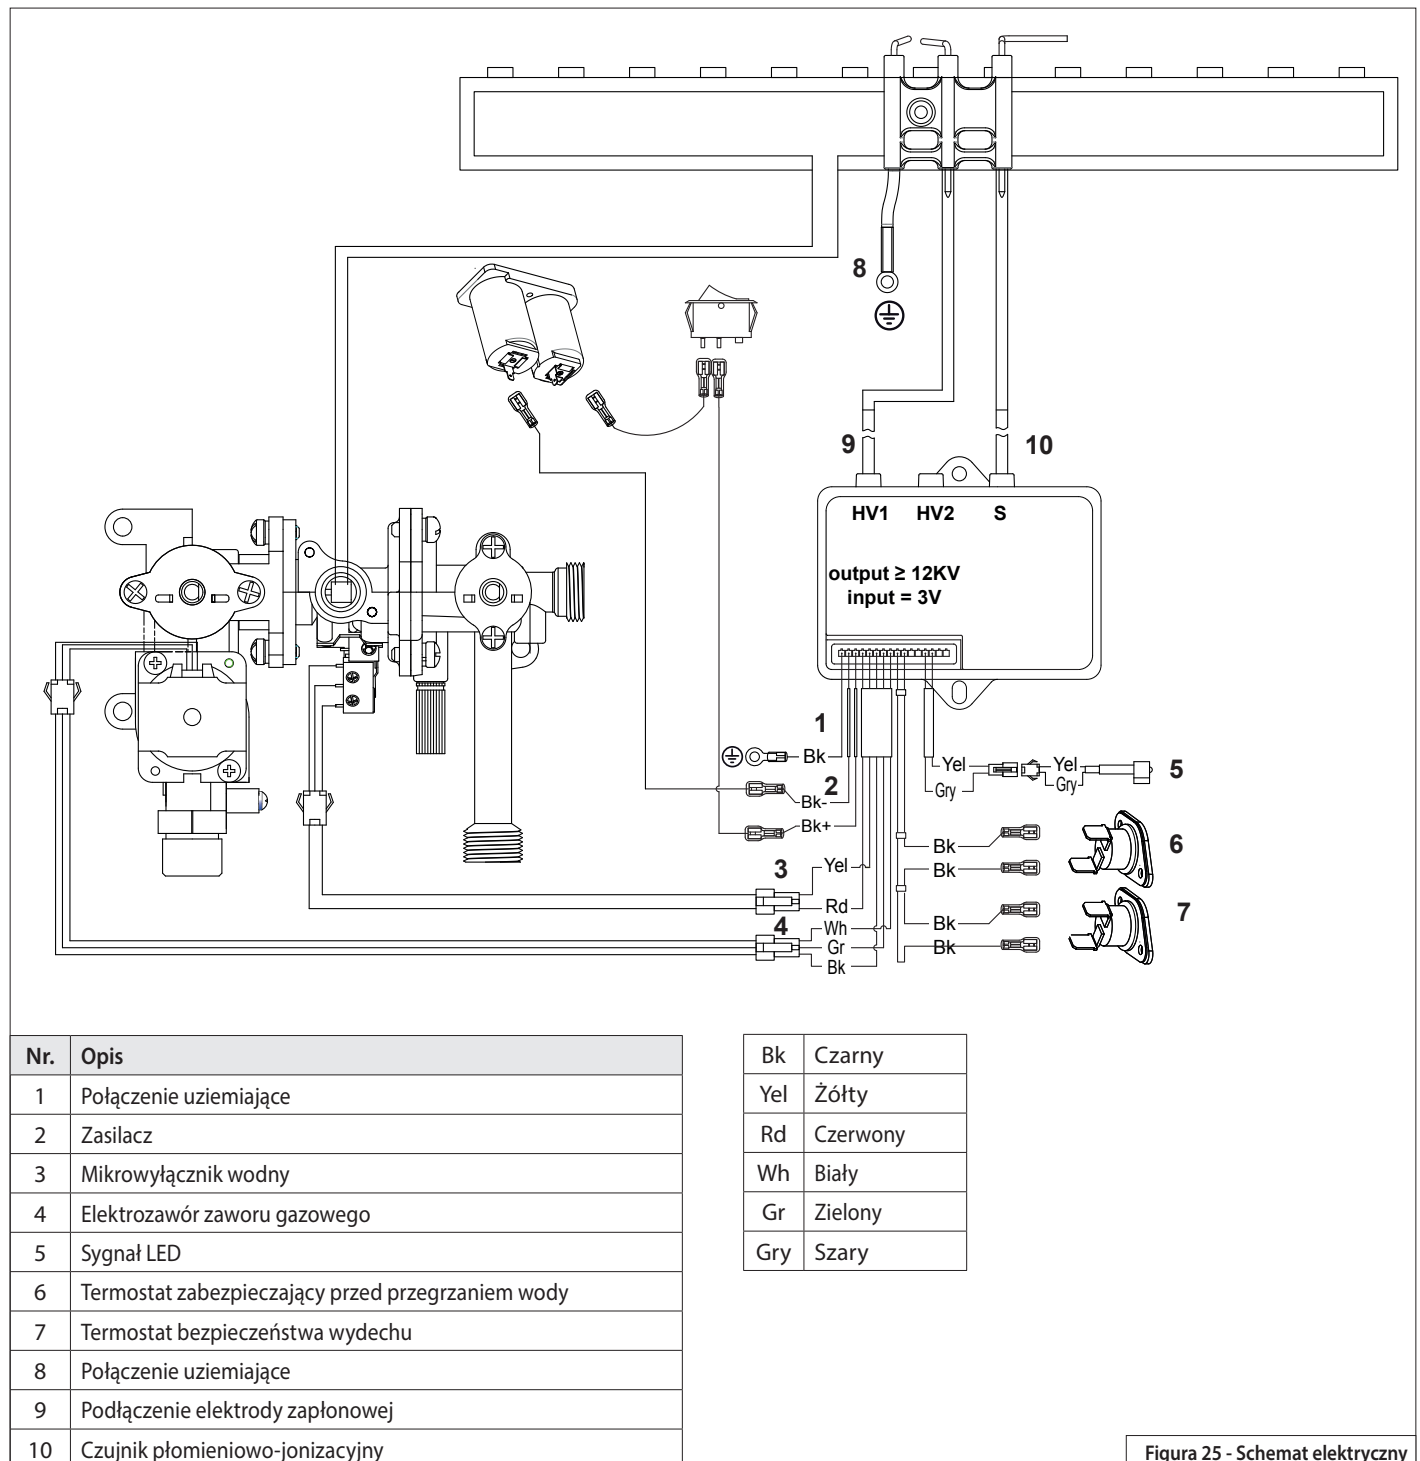 8
9
10
HV1 HV2 S
output ≥ 12KV
input = 3V
1
Bk
2
Bk-
Bk+
Yel Yel
Gry Gry
5
3
Yel
Rd
4
Wh
Gr
Bk
Bk
Bk
6
Bk
Bk
7
Nr. Opis
1 Połączenie uziemiające
2 Zasilacz
3 Mikrowyłącznik wodny
4 Elektrozawór zaworu gazowego
5 Sygnał LED
6 Termostat zabezpieczający przed przegrzaniem wody
7 Termostat bezpieczeństwa wydechu
8 Połączenie uziemiające
9 Podłączenie elektrody zapłonowej
10 Czujnik płomieniowo-jonizacyjny
Bk Czarny
Yel Żółty
Rd Czerwony
Wh Biały
Gr Zielony
Gry Szary
Figura 25 - Schemat elektryczny